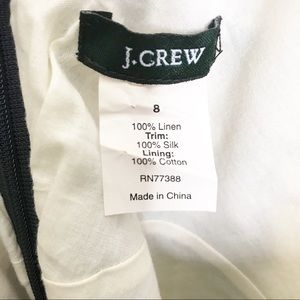 J.CREW
8
100% Linen
Trim:
100% Silk
Lining:
100% Cotton
RN77388
Made in China